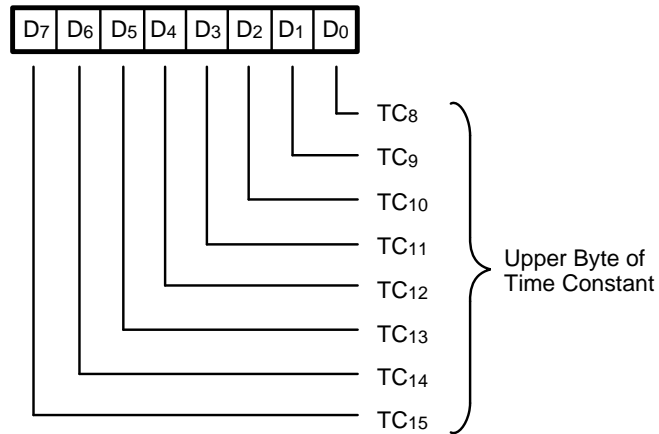 D7 D6 D5 D4 D3 D2 D1 D0
TC8
TC9
TC10
TC11
TC12
TC13
TC14
TC15
Upper Byte of
Time Constant